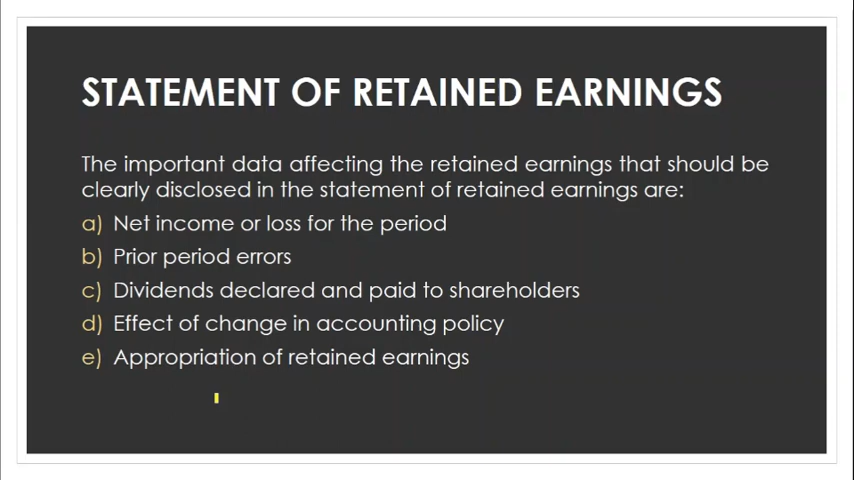 STATEMENT OF RETAINED EARNINGS
The important data affecting the retained earnings that should be
clearly disclosed in the statement of retained earnings are:
a) Net income or loss for the period
b) Prior period errors
c) Dividends declared and paid to shareholders
d) Effect of change in accounting policy
e) Appropriation of retained earnings